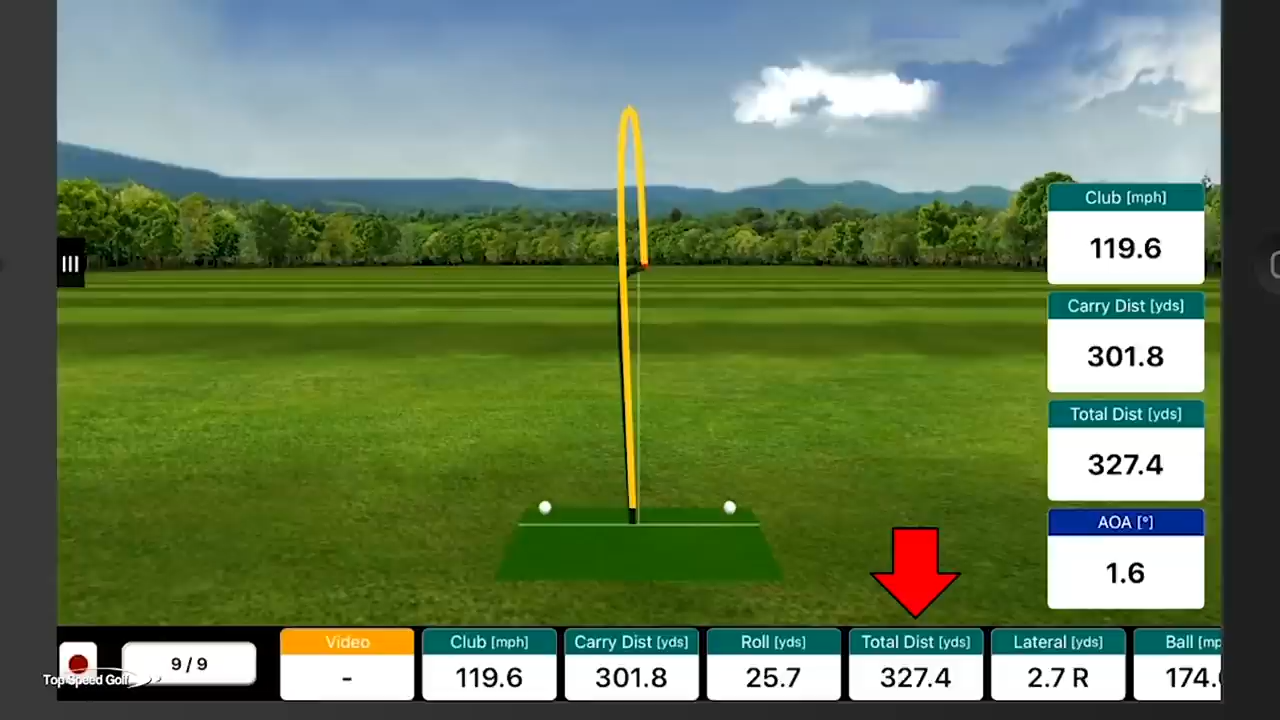 Club [mph]
119.6
Carry Dist [yds]
301.8
Total Dist [yds]
327.4
AOA [°]
1.6
9 / 9
Top Speed Golf
Video
-
Club [mph]
119.6
Carry Dist [yds]
301.8
Roll [yds]
25.7
Total Dist [yds]
327.4
Lateral [yds]
2.7 R
Ball [mp
174.